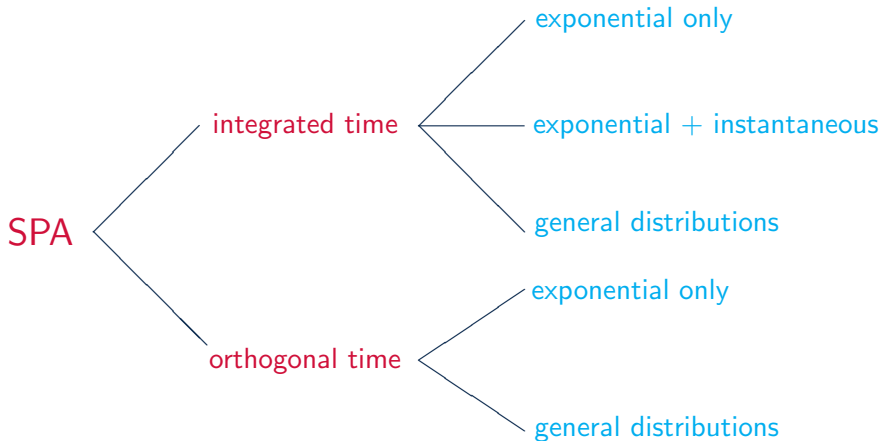 SPA
integrated time
exponential only
exponential + instantaneous
general distributions
orthogonal time
exponential only
general distributions